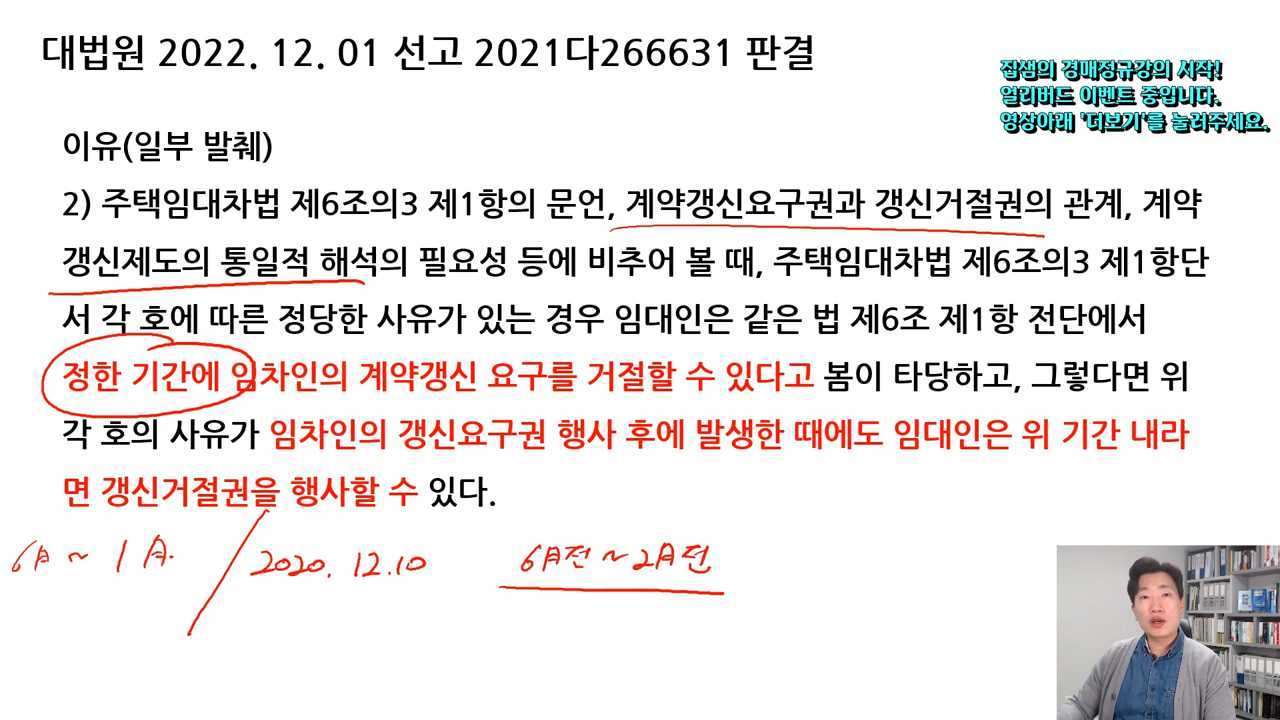 대법원 2022. 12. 01 선고 2021다266631 판결
집샘의 경매정규강의 시작!
얼리버드 이벤트 중입니다.
영상아래 '더보기'를 눌러주세요.
이유(일부 발췌)
2) 주택임대차법 제6조의3 제1항의 문언, 계약갱신요구권과 갱신거절권의 관계, 계약
갱신제도의 통일적 해석의 필요성 등에 비추어 볼 때, 주택임대차법 제6조의3 제1항단
서 각 호에 따른 정당한 사유가 있는 경우 임대인은 같은 법 제6조 제1항 전단에서
정한 기간에 임차인의 계약갱신 요구를 거절할 수 있다고 봄이 타당하고, 그렇다면 위
각 호의 사유가 임차인의 갱신요구권 행사 후에 발생한 때에도 임대인은 위 기간 내라
면 갱신거절권을 행사할 수 있다.
6月 ~ 1月. / 2020. 12.10 6月전 ~ 2月전